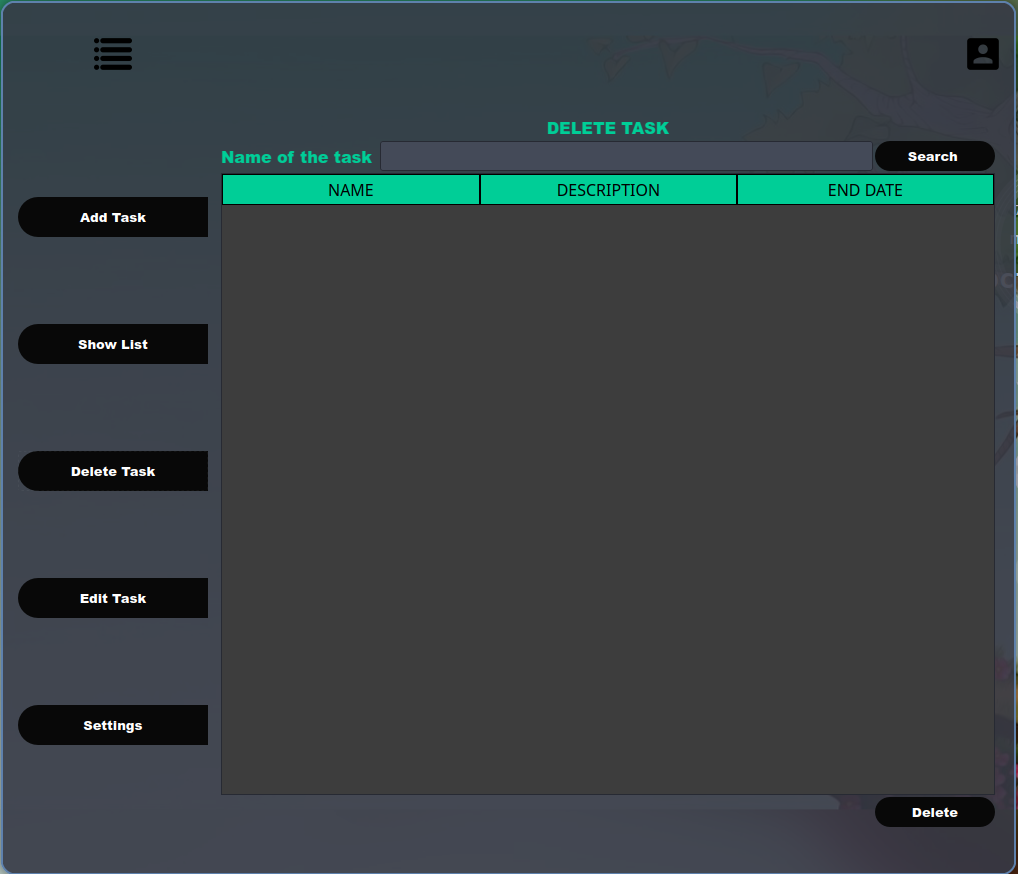 DELETE TASK
Name of the task
Search
NAME DESCRIPTION END DATE
Add Task
Show List
Delete Task
Edit Task
Settings
Delete